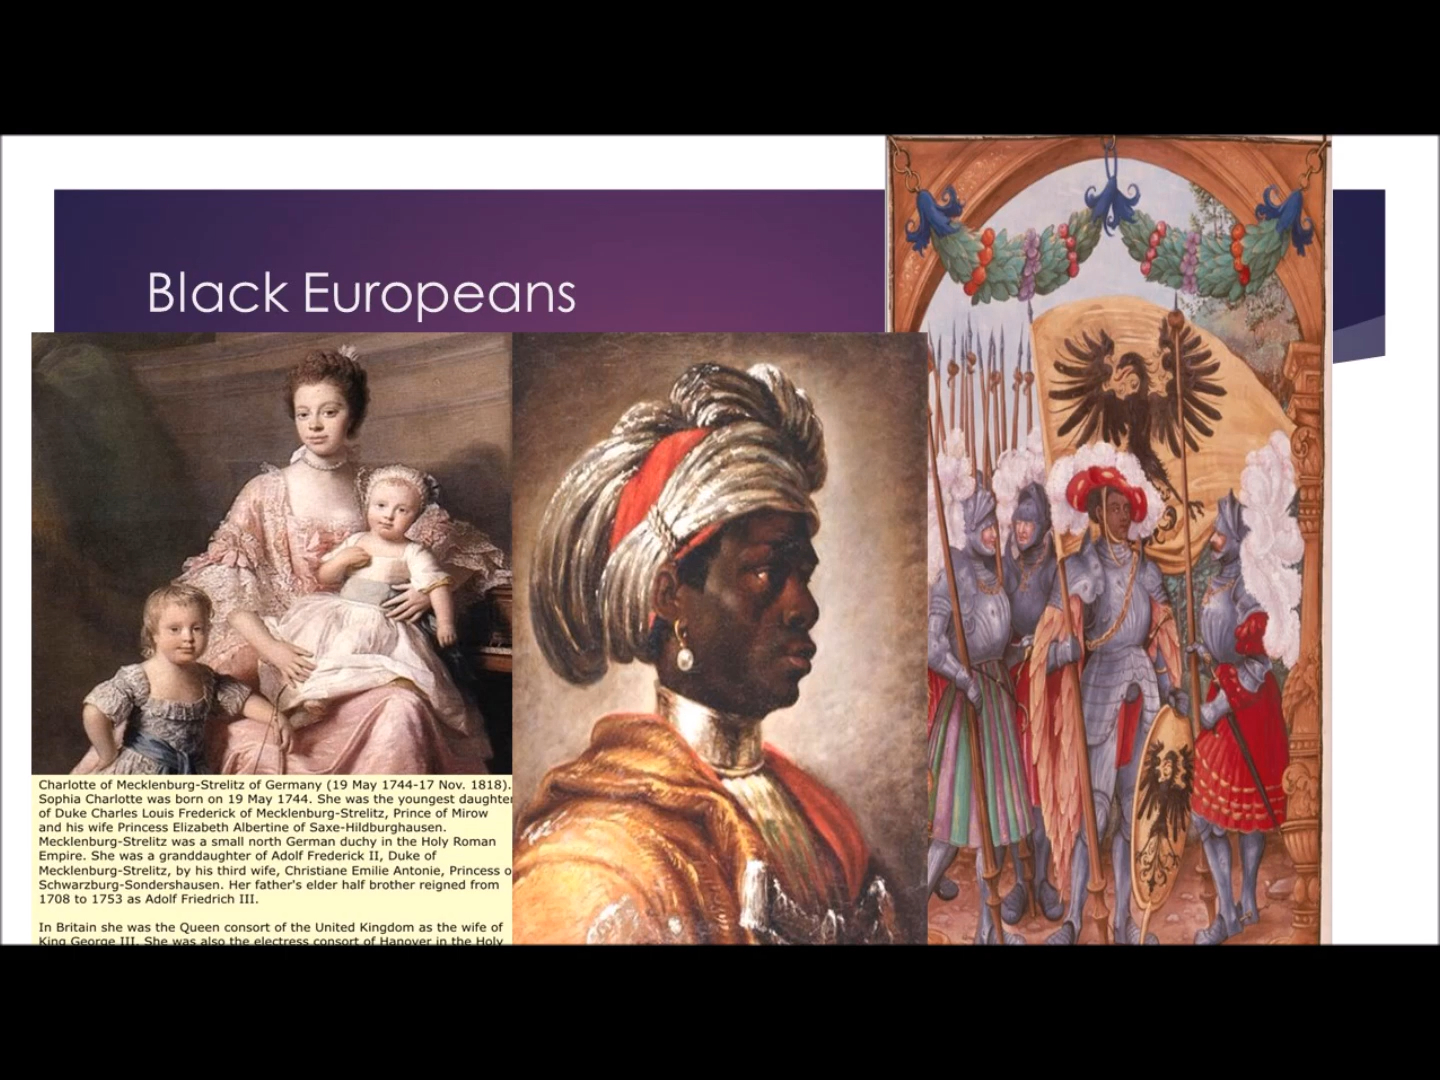 Black Europeans
Charlotte of Mecklenburg-Strelitz of Germany (19 May 1744-17 Nov. 1818).
Sophia Charlotte was born on 19 May 1744. She was the youngest daughter
of Duke Charles Louis Frederick of Mecklenburg-Strelitz, Prince of Mirow
and his wife Princess Elizabeth Albertine of Saxe-Hildburghausen.
Mecklenburg-Strelitz was a small north German duchy in the Holy Roman
Empire. She was a granddaughter of Adolf Frederick II, Duke of
Mecklenburg-Strelitz, by his third wife, Christiane Emilie Antonie, Princess o
Schwarzburg-Sondershausen. Her father's elder half brother reigned from
1708 to 1753 as Adolf Friedrich III.
In Britain she was the Queen consort of the United Kingdom as the wife of
King George III. She was also the electress consort of Hanover in the Holy